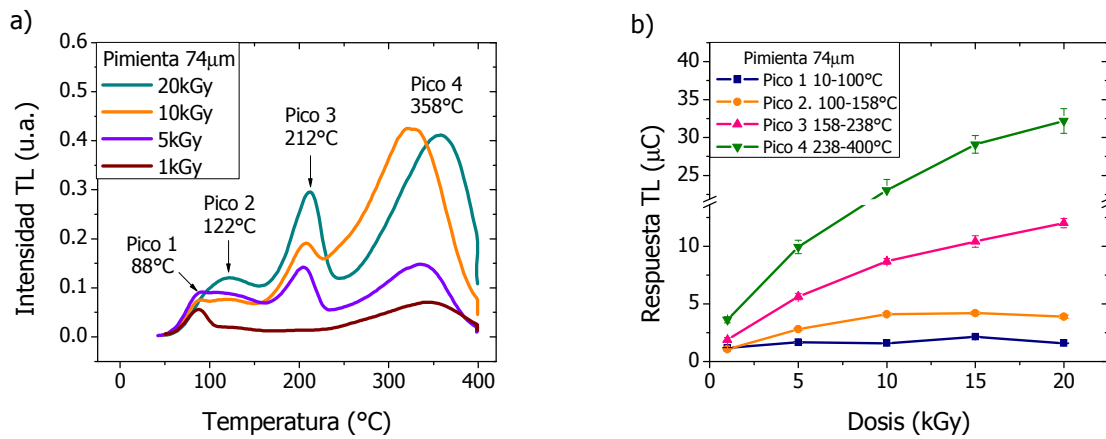 a)
Intensidad TL (u.a.)
0.6
0.5
0.4
0.3
0.2
0.1
0.0
Pimienta 74μm
20kGy
10kGy
5kGy
1kGy
Pico 1
88°C
Pico 2
122°C
Pico 3
212°C
Pico 4
358°C
0 100 200 300 400
Temperatura (°C)
b)
Respuesta TL (μC)
40
35
30
25
10
5
0
Pimienta 74μm
Pico 1 10-100°C
Pico 2. 100-158°C
Pico 3 158-238°C
Pico 4 238-400°C
0 5 10 15 20
Dosis (kGy)